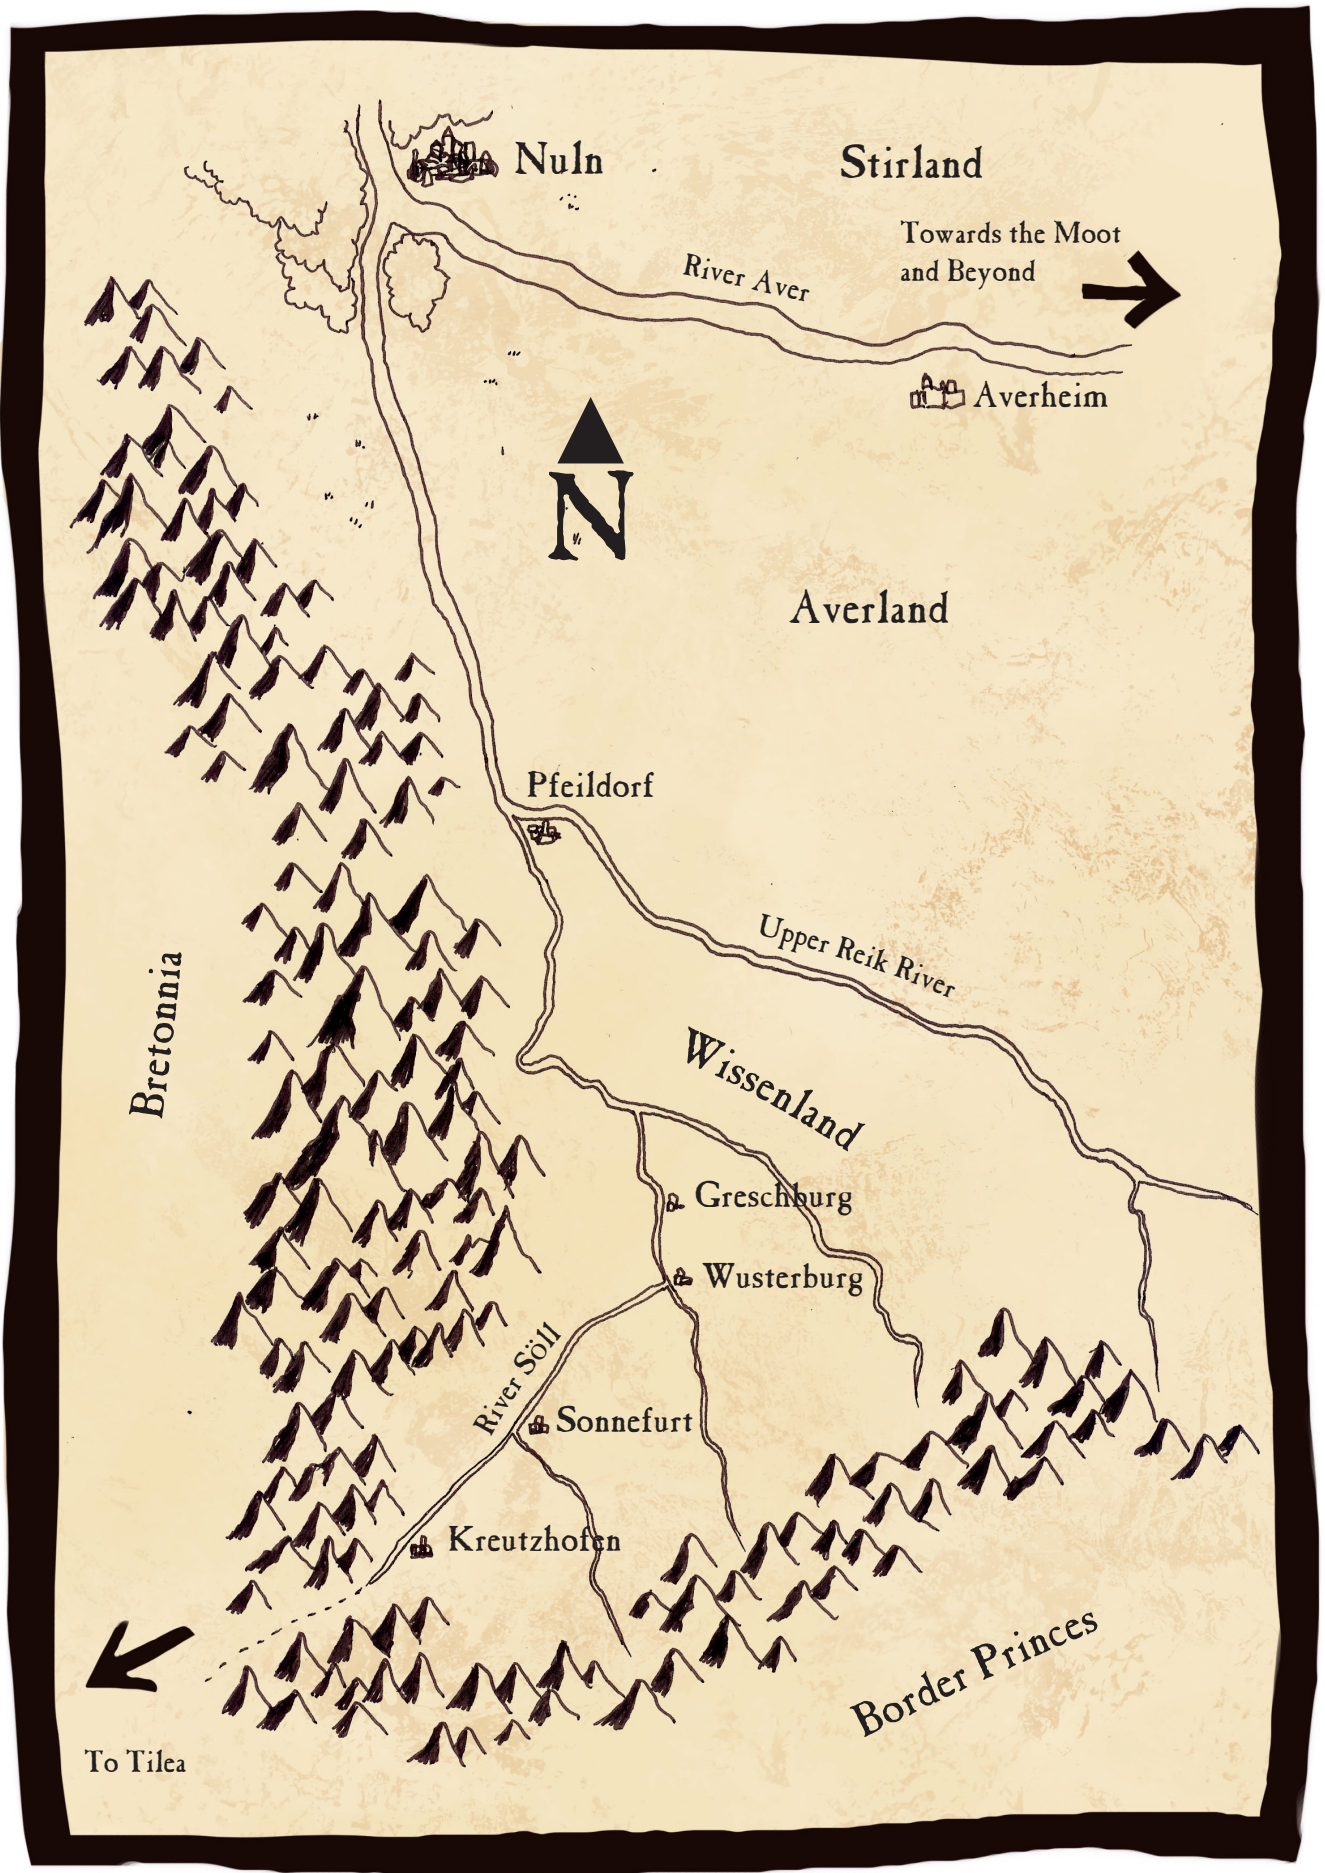 Nuln
Stirland
Towards the Moot
and Beyond
River Aver
Averheim
N
Averland
Pfeildorf
Upper Reik River
Bretonnia
Wissenland
Greschburg
Wusterburg
River Söll
Sonnefurt
Kreutzhofen
Border Princes
To Tilea